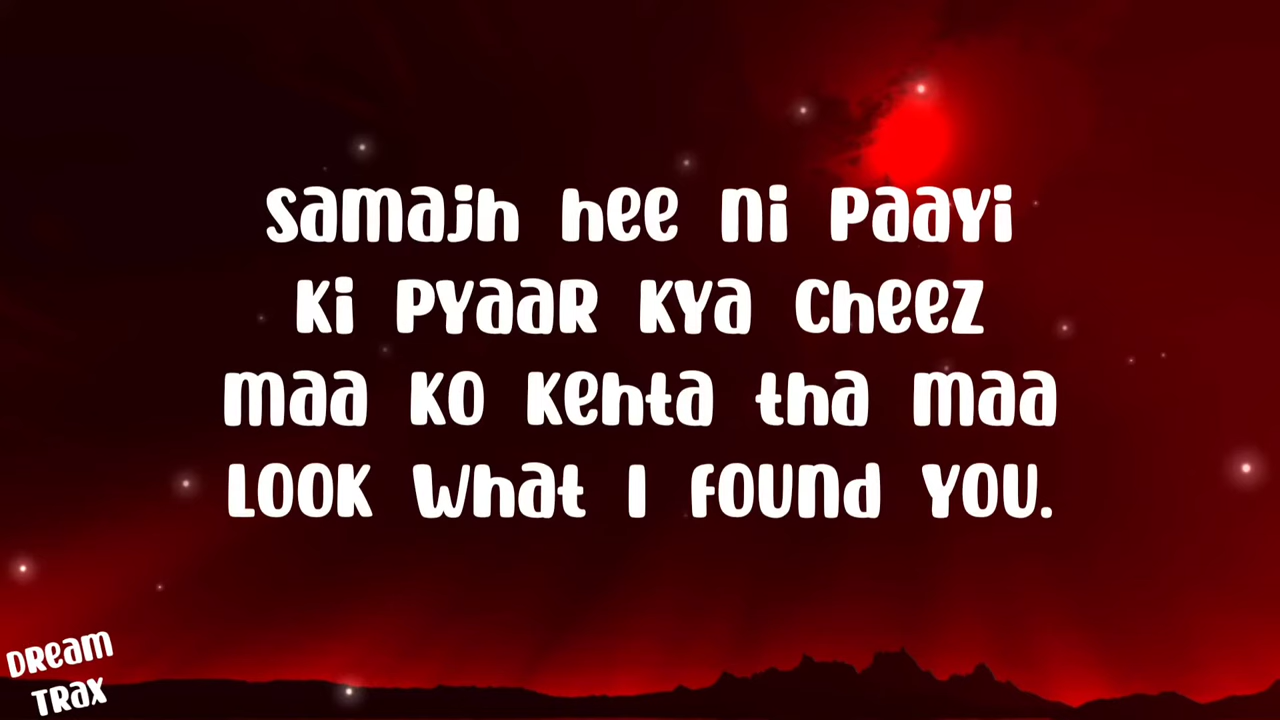 Samajh hee ni paayi
ki pyaar kya cheez
maa ko kehta tha maa
look what I found you.
Dream
Trax